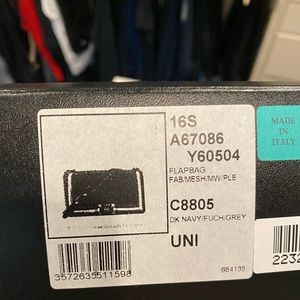 16S
A67086
Y60504
FLAPBAG
FAB/MESH/MW/PLE
C8805
DK NAVY/FUCH/GREY
UNI
3572635511598
664135
MADE
IN
ITALY
2232